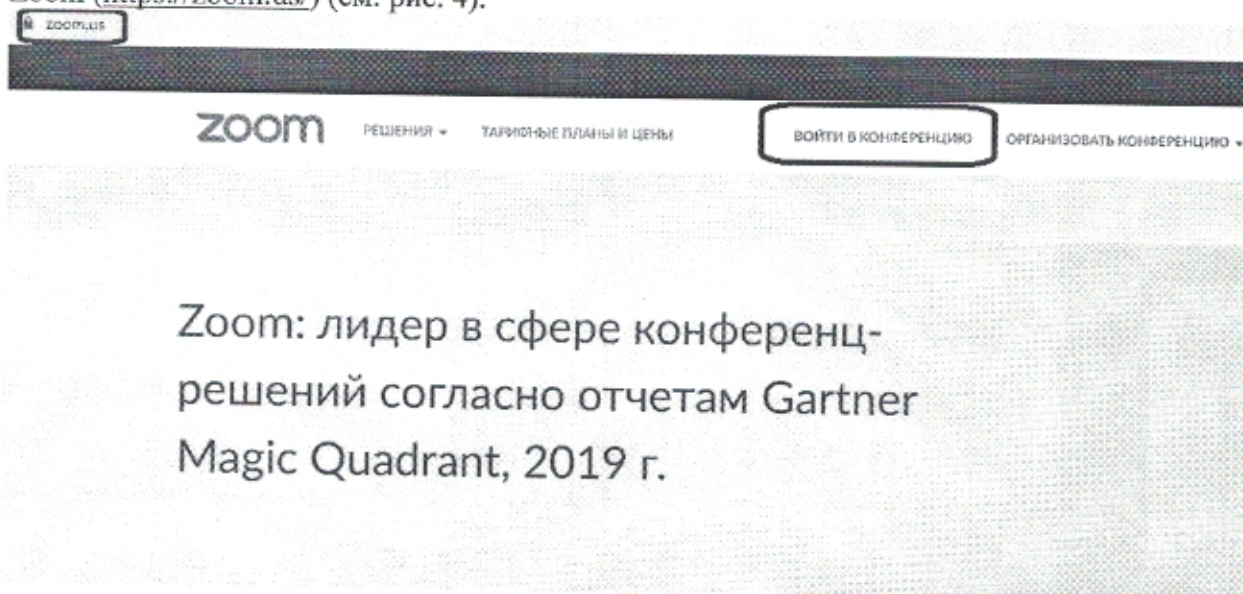 Zoom (https://zoom.us/) (см. рис. 4).
zoom.us
zoom РЕШЕНИЯ ТАРИФНЫЕ ПЛАНЫ И ЦЕНЫ ВОЙТИ В КОНФЕРЕНЦИЮ ОРГАНИЗОВАТЬ КОНФЕРЕНЦИЮ
Zoom: лидер в сфере конференц-
решений согласно отчетам Gartner
Magic Quadrant, 2019 г.